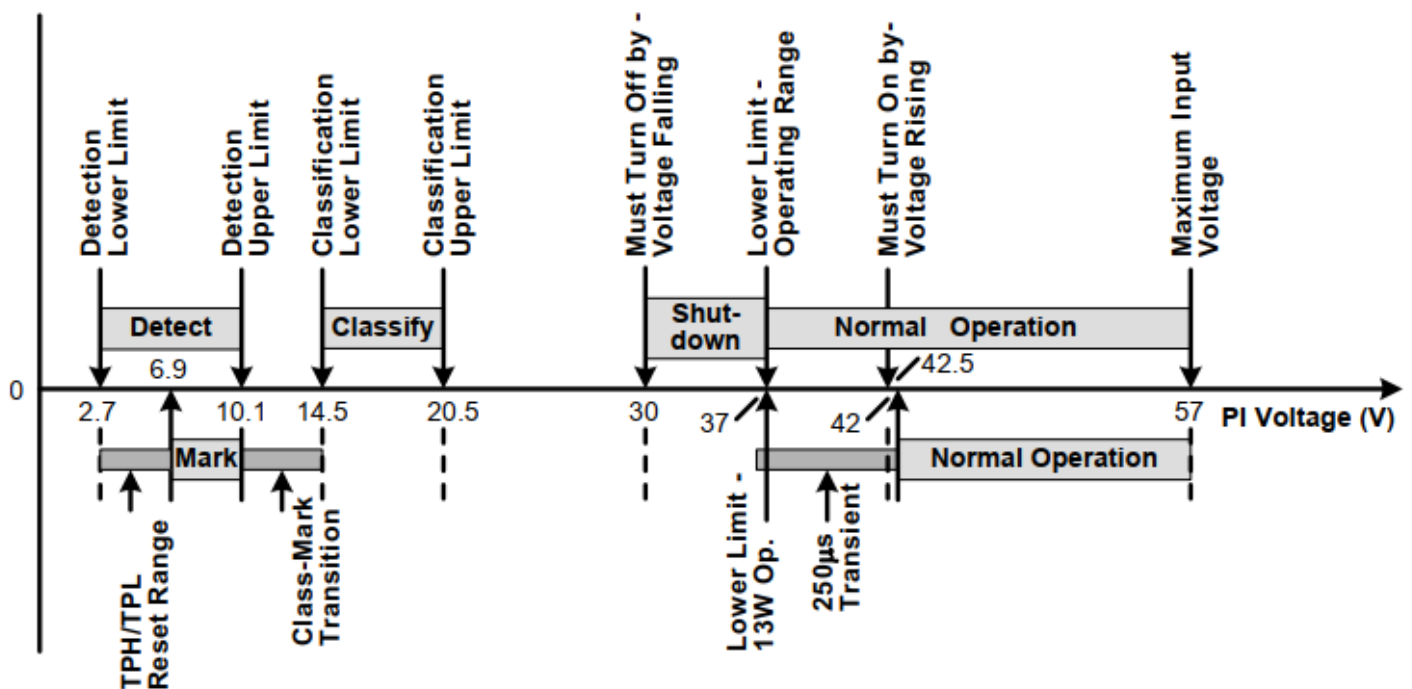 Detection
Lower Limit
Detection
Upper Limit
Classification
Lower Limit
Classification
Upper Limit
Must Turn Off by -
Voltage Falling
Lower Limit -
Operating Range
Must Turn On by-
Voltage Rising
Maximum Input
Voltage
Detect
Classify
Shut-
down
Normal Operation
6.9
42.5
0
2.7
10.1
14.5
20.5
30
37
42
57
PI Voltage (V)
Mark
Normal Operation
TPH/TPL
Reset Range
Class-Mark
Transition
Lower Limit -
13W Op.
250μs
Transient